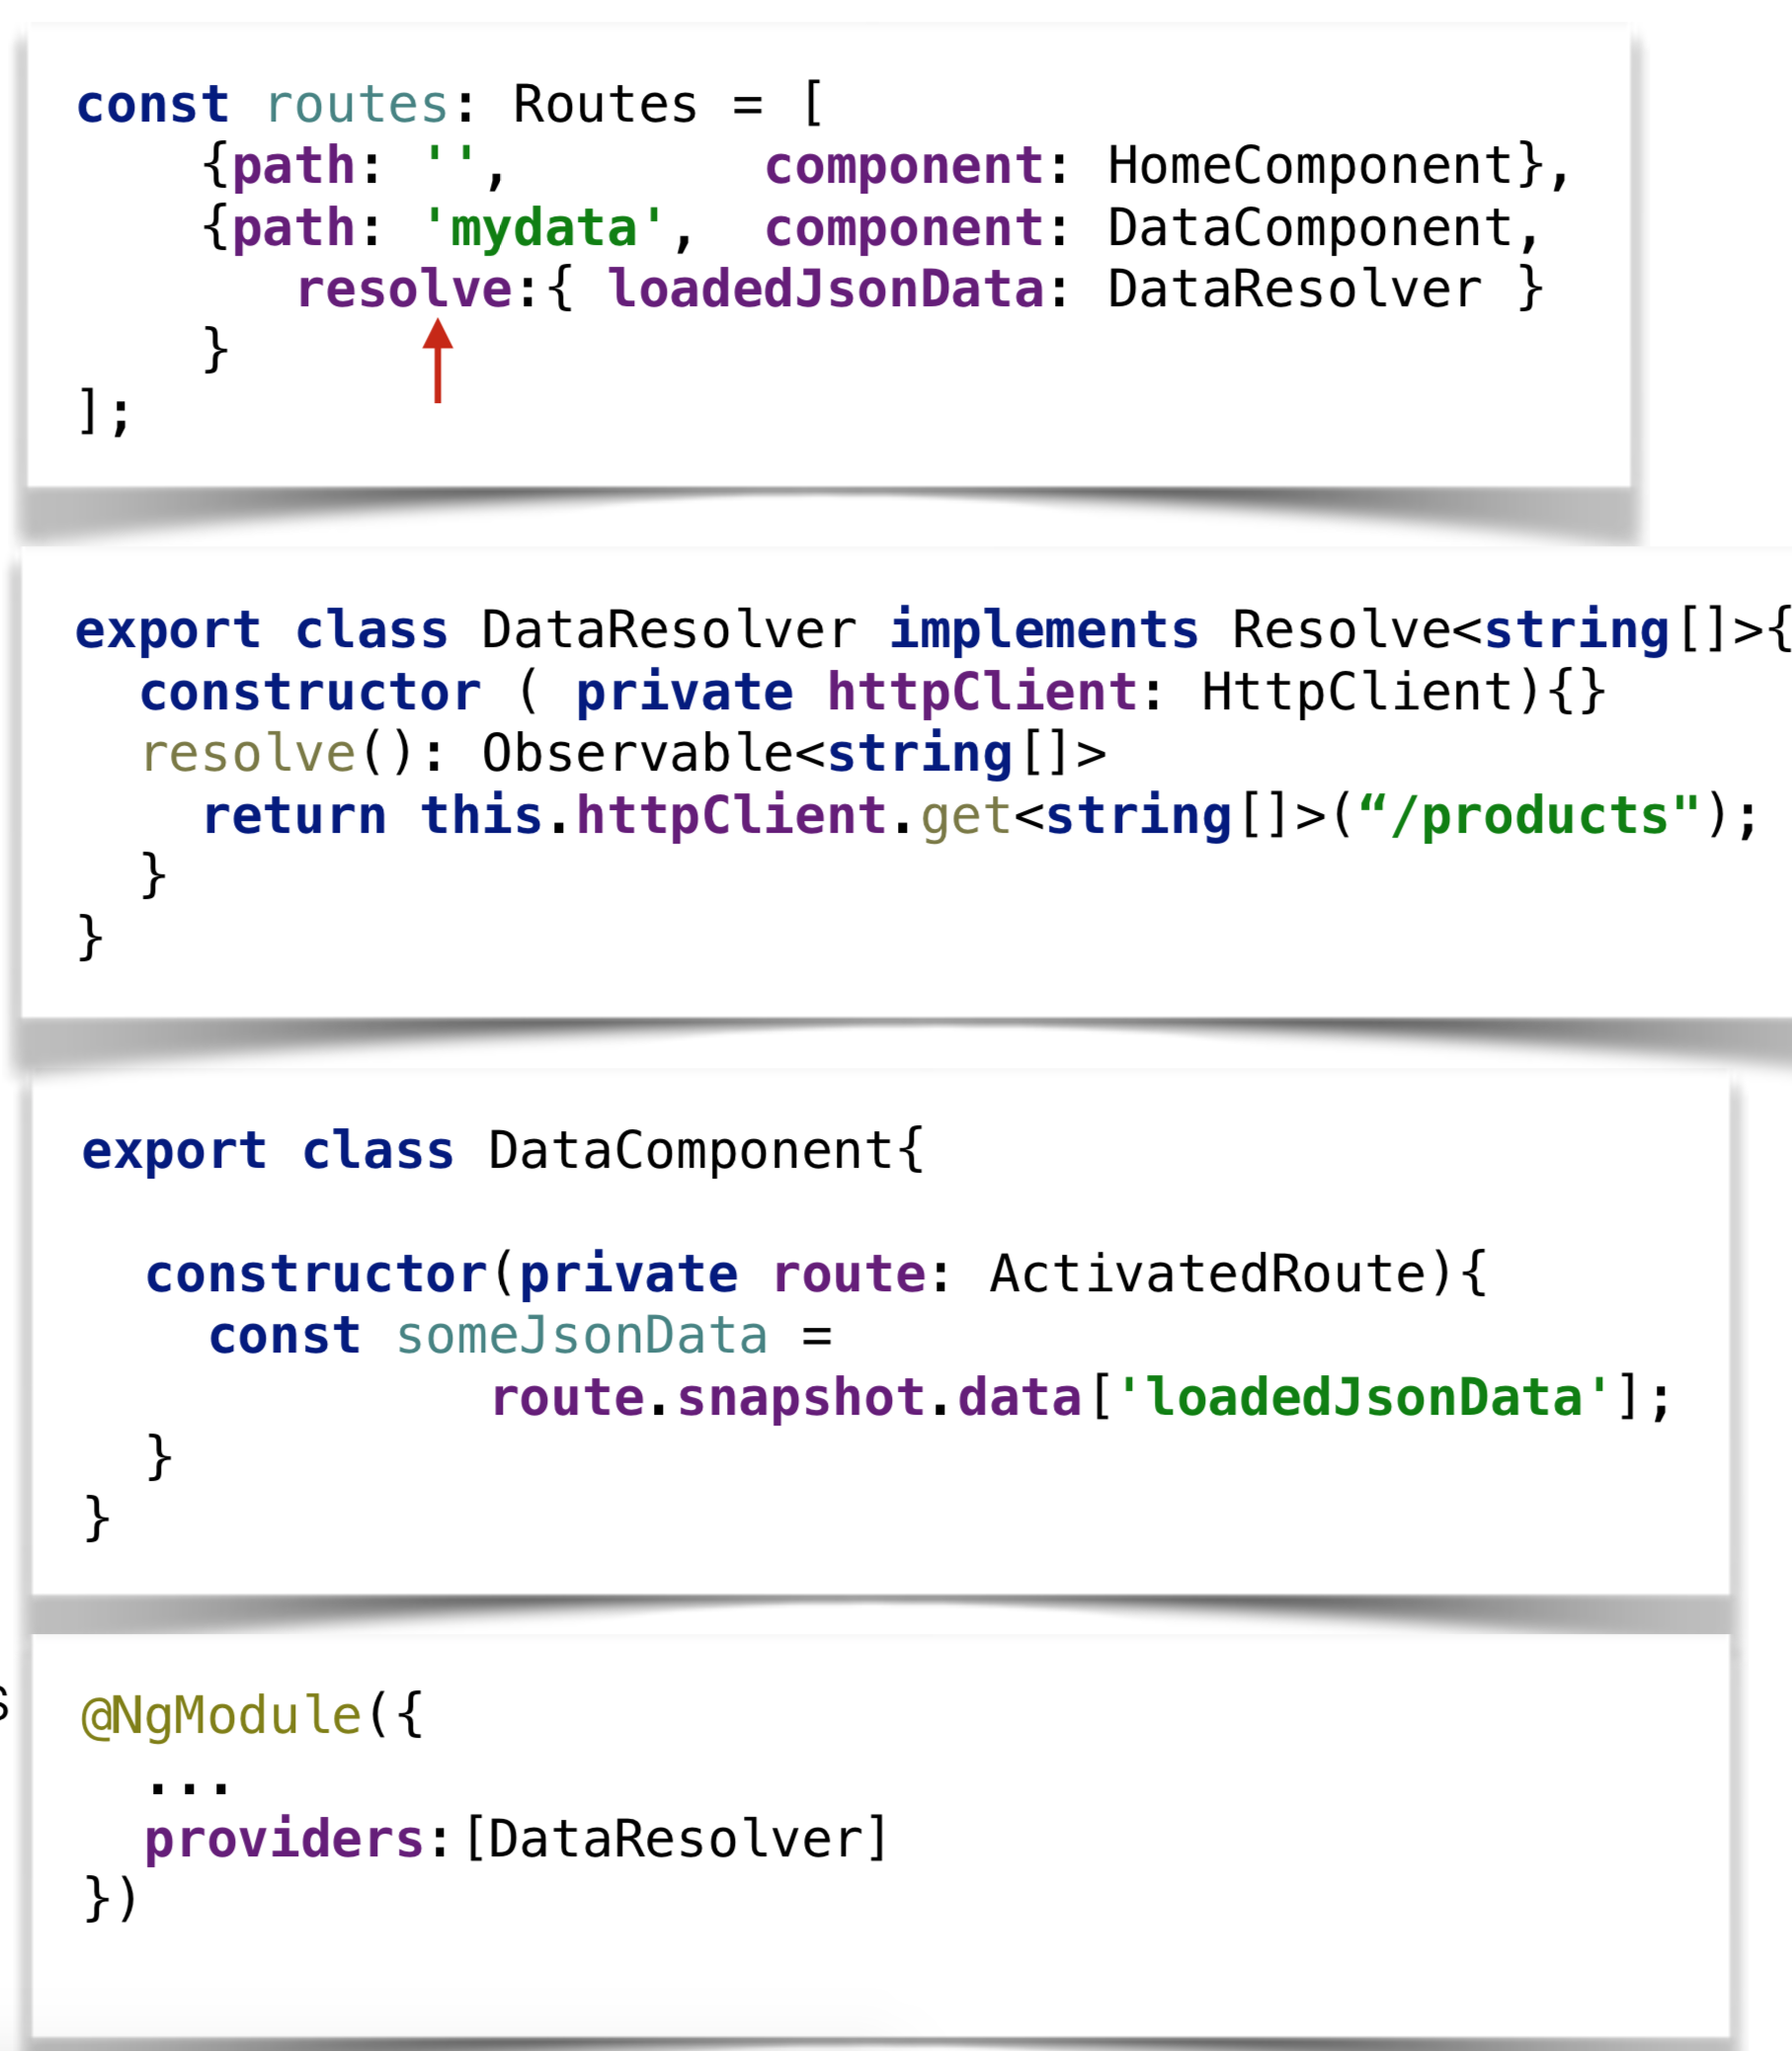 const routes: Routes = [
{path: '', component: HomeComponent},
{path: 'mydata', component: DataComponent,
resolve:{ loadedJsonData: DataResolver }
}
];
export class DataResolver implements Resolve<string[]>{
constructor ( private httpClient: HttpClient){}
resolve(): Observable<string[]>
return this.httpClient.get<string[]>(“/products");
}
}
export class DataComponent{
constructor(private route: ActivatedRoute){
const someJsonData =
route.snapshot.data['loadedJsonData'];
}
}
s
@NgModule({
...
providers:[DataResolver]
})